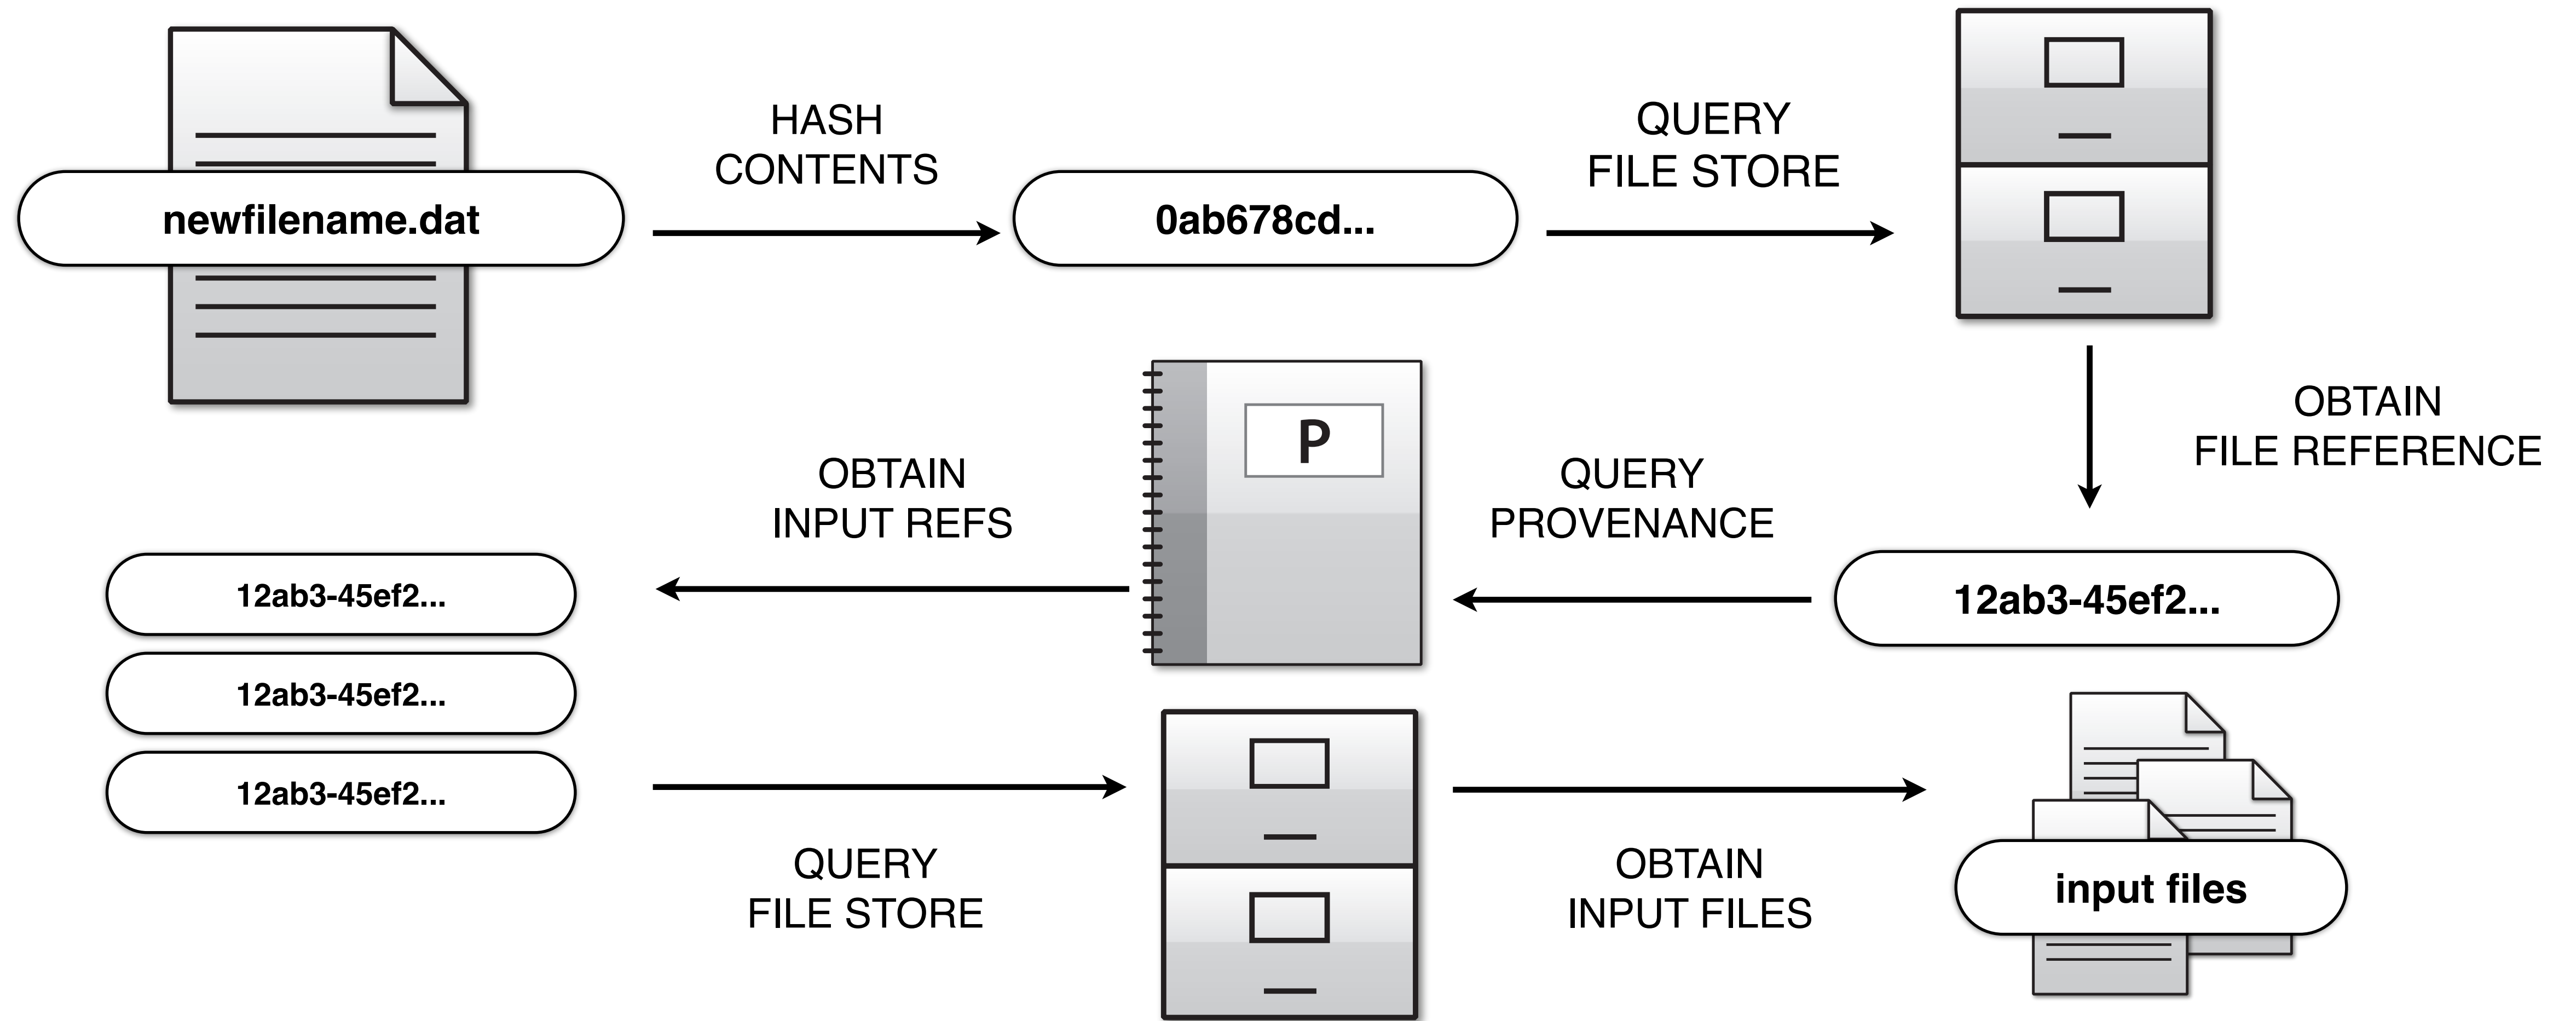 newfilename.dat
HASH
CONTENTS
0ab678cd...
QUERY
FILE STORE
OBTAIN
FILE REFERENCE
12ab3-45ef2...
QUERY
PROVENANCE
P
OBTAIN
INPUT REFS
12ab3-45ef2...
12ab3-45ef2...
12ab3-45ef2...
QUERY
FILE STORE
OBTAIN
INPUT FILES
input files